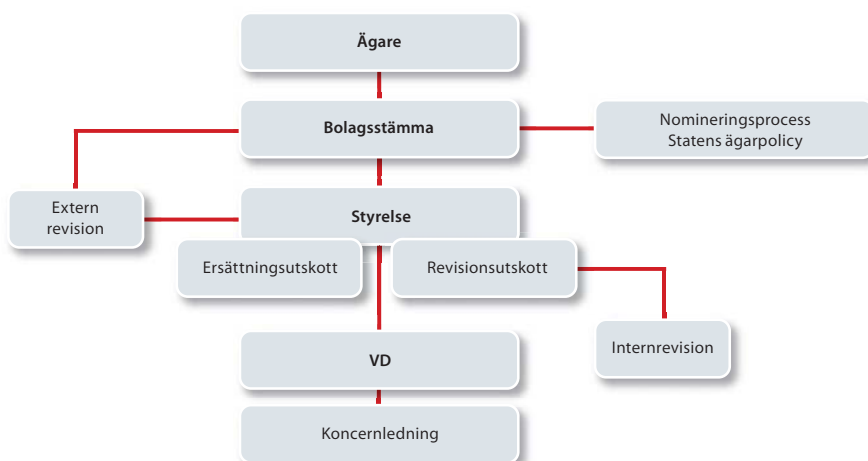 Ägare
Bolagsstämma
Nomineringsprocess
Statens ägarpolicy
Extern
revision
Styrelse
Ersättningsutskott
Revisionsutskott
Internrevision
VD
Koncernledning